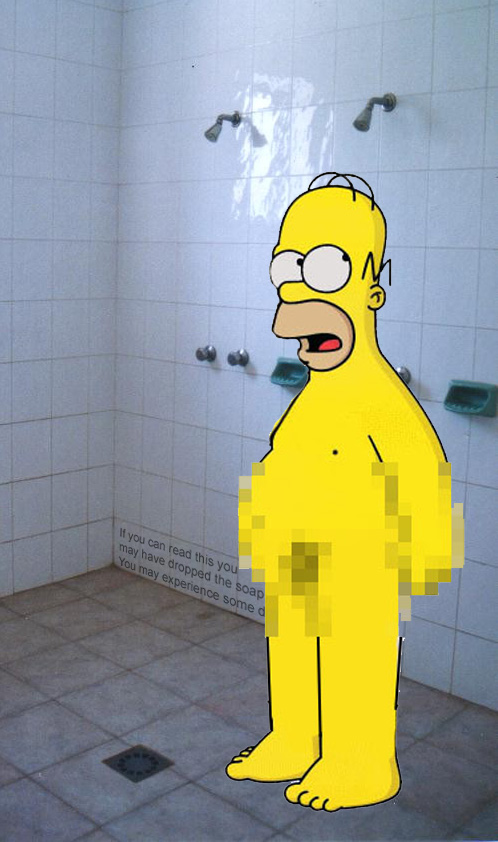 If you can read this you
may have dropped the soap
You may experience some d